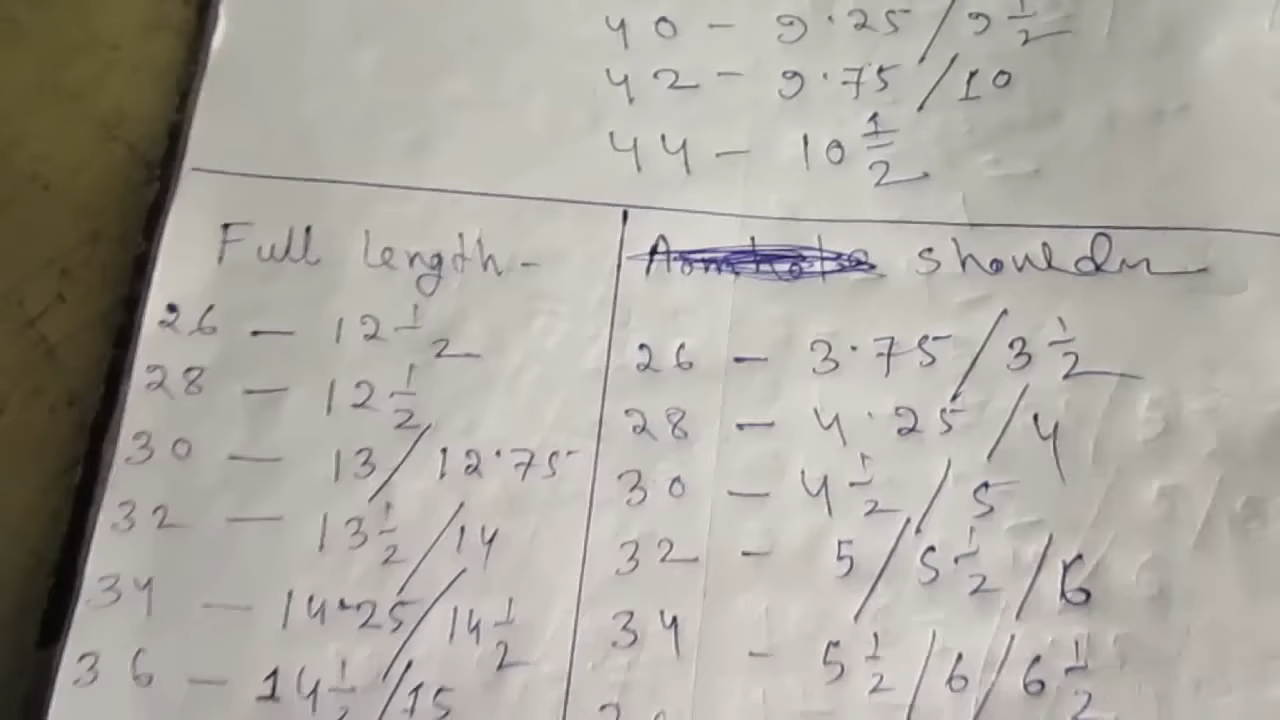 40 - 9.25/9 1/2
42 - 9.75/10
44 - 10 1/2
Full length -
26 - 12 1/2
28 - 12 1/2
30 - 13/12.75
32 - 13 1/2/14
34 - 14.25/14 1/2
36 - 14 1/2/15
shoulder
26 - 3.75/3 1/2
28 - 4.25/4
30 - 4 1/2/5
32 - 5/5 1/2/6
34 - 5 1/2/6/6 1/2